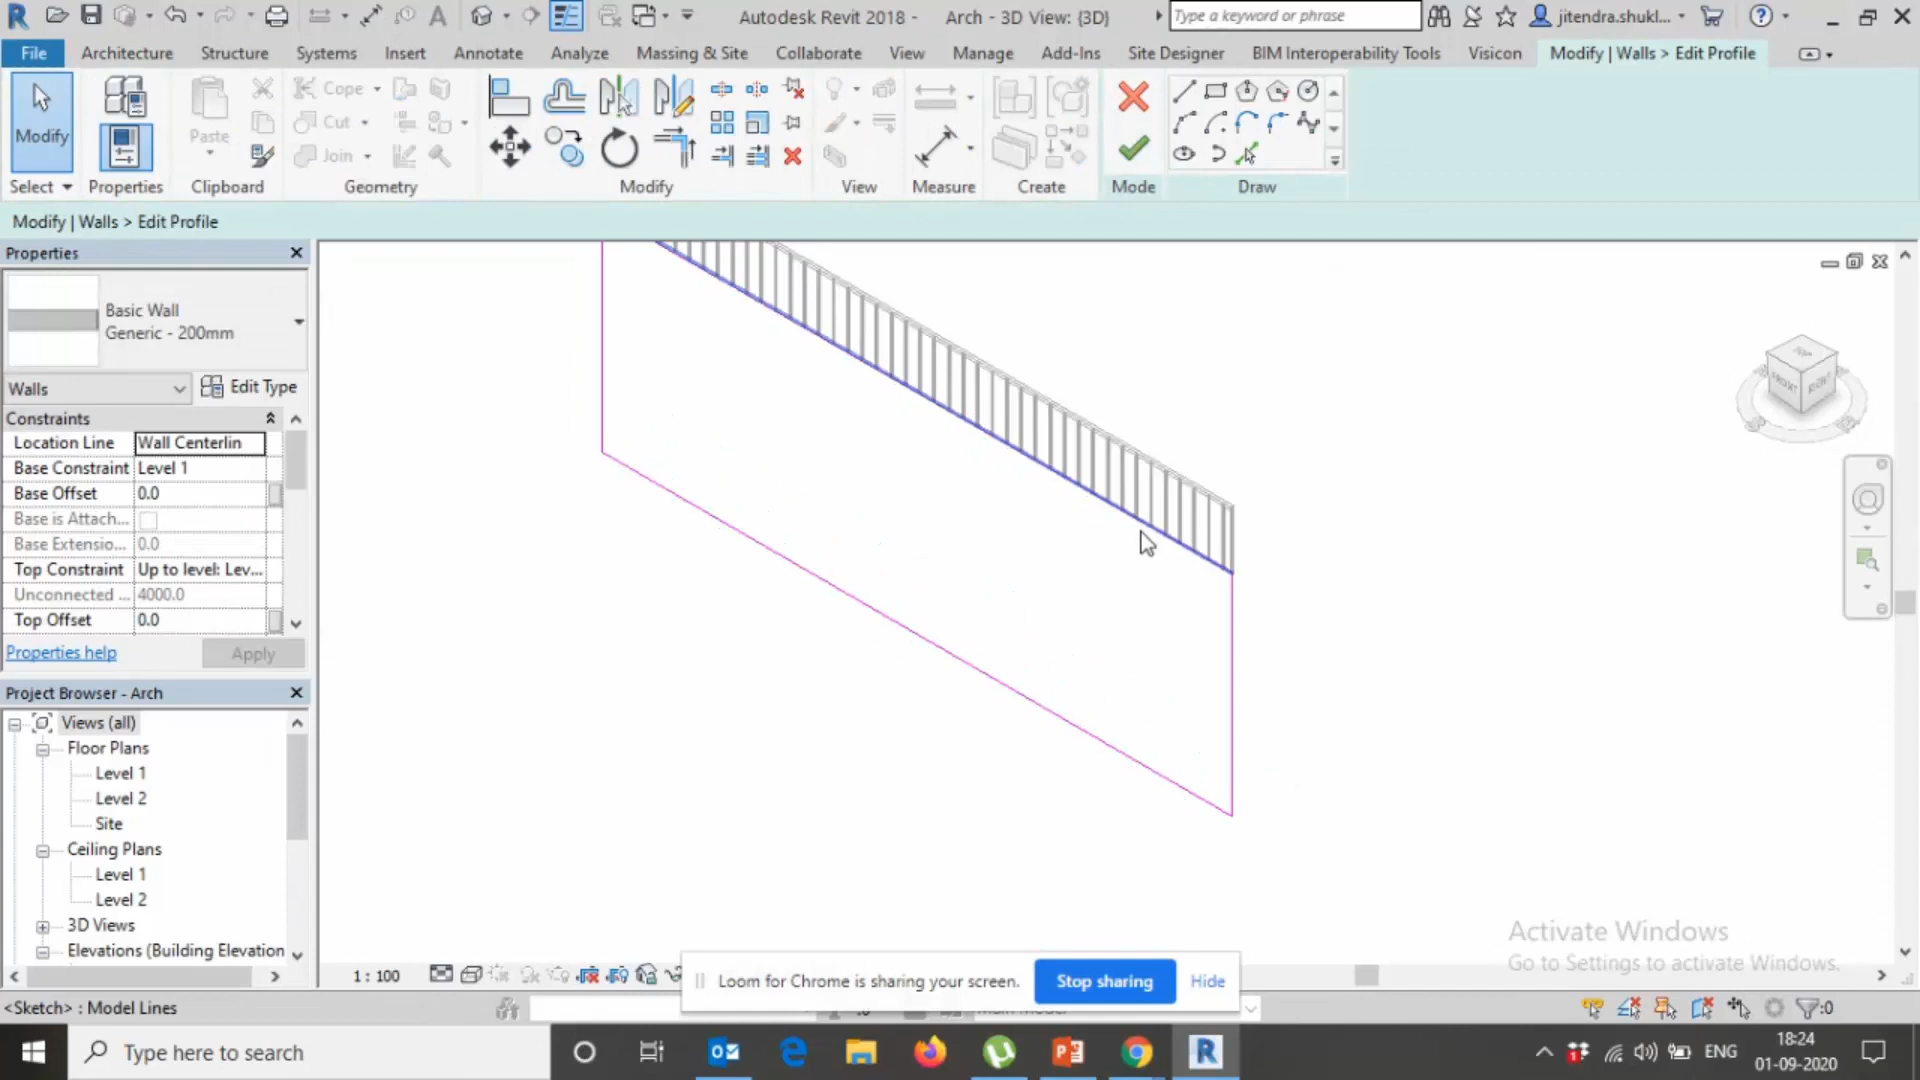 Autodesk Revit 2018 - Arch - 3D View: {3D}
Type a keyword or phrase
jitendra.shukl...
File
Architecture
Structure
Systems
Insert
Annotate
Analyze
Massing & Site
Collaborate
View
Manage
Add-Ins
Site Designer
BIM Interoperability Tools
Visicon
Modify | Walls > Edit Profile
Modify
Paste
Cope
Cut
Join
Select
Properties
Clipboard
Geometry
Modify
View
Measure
Create
Mode
Draw
Modify | Walls > Edit Profile
Properties
Basic Wall
Generic - 200mm
Walls
Edit Type
Constraints
Location Line Wall Centerlin
Base Constraint Level 1
Base Offset 0.0
Base is Attach...
Base Extensio... 0.0
Top Constraint Up to level: Lev...
Unconnected ... 4000.0
Top Offset 0.0
Properties help
Apply
Project Browser - Arch
Views (all)
Floor Plans
Level 1
Level 2
Site
Ceiling Plans
Level 1
Level 2
3D Views
Elevations (Building Elevation
TOP
FRONT
RIGHT
1 : 100
Loom for Chrome is sharing your screen.
Stop sharing
Hide
Activate Windows
Go to Settings to activate Windows.
<Sketch> : Model Lines
:0
Type here to search
ENG
18:24
01-09-2020